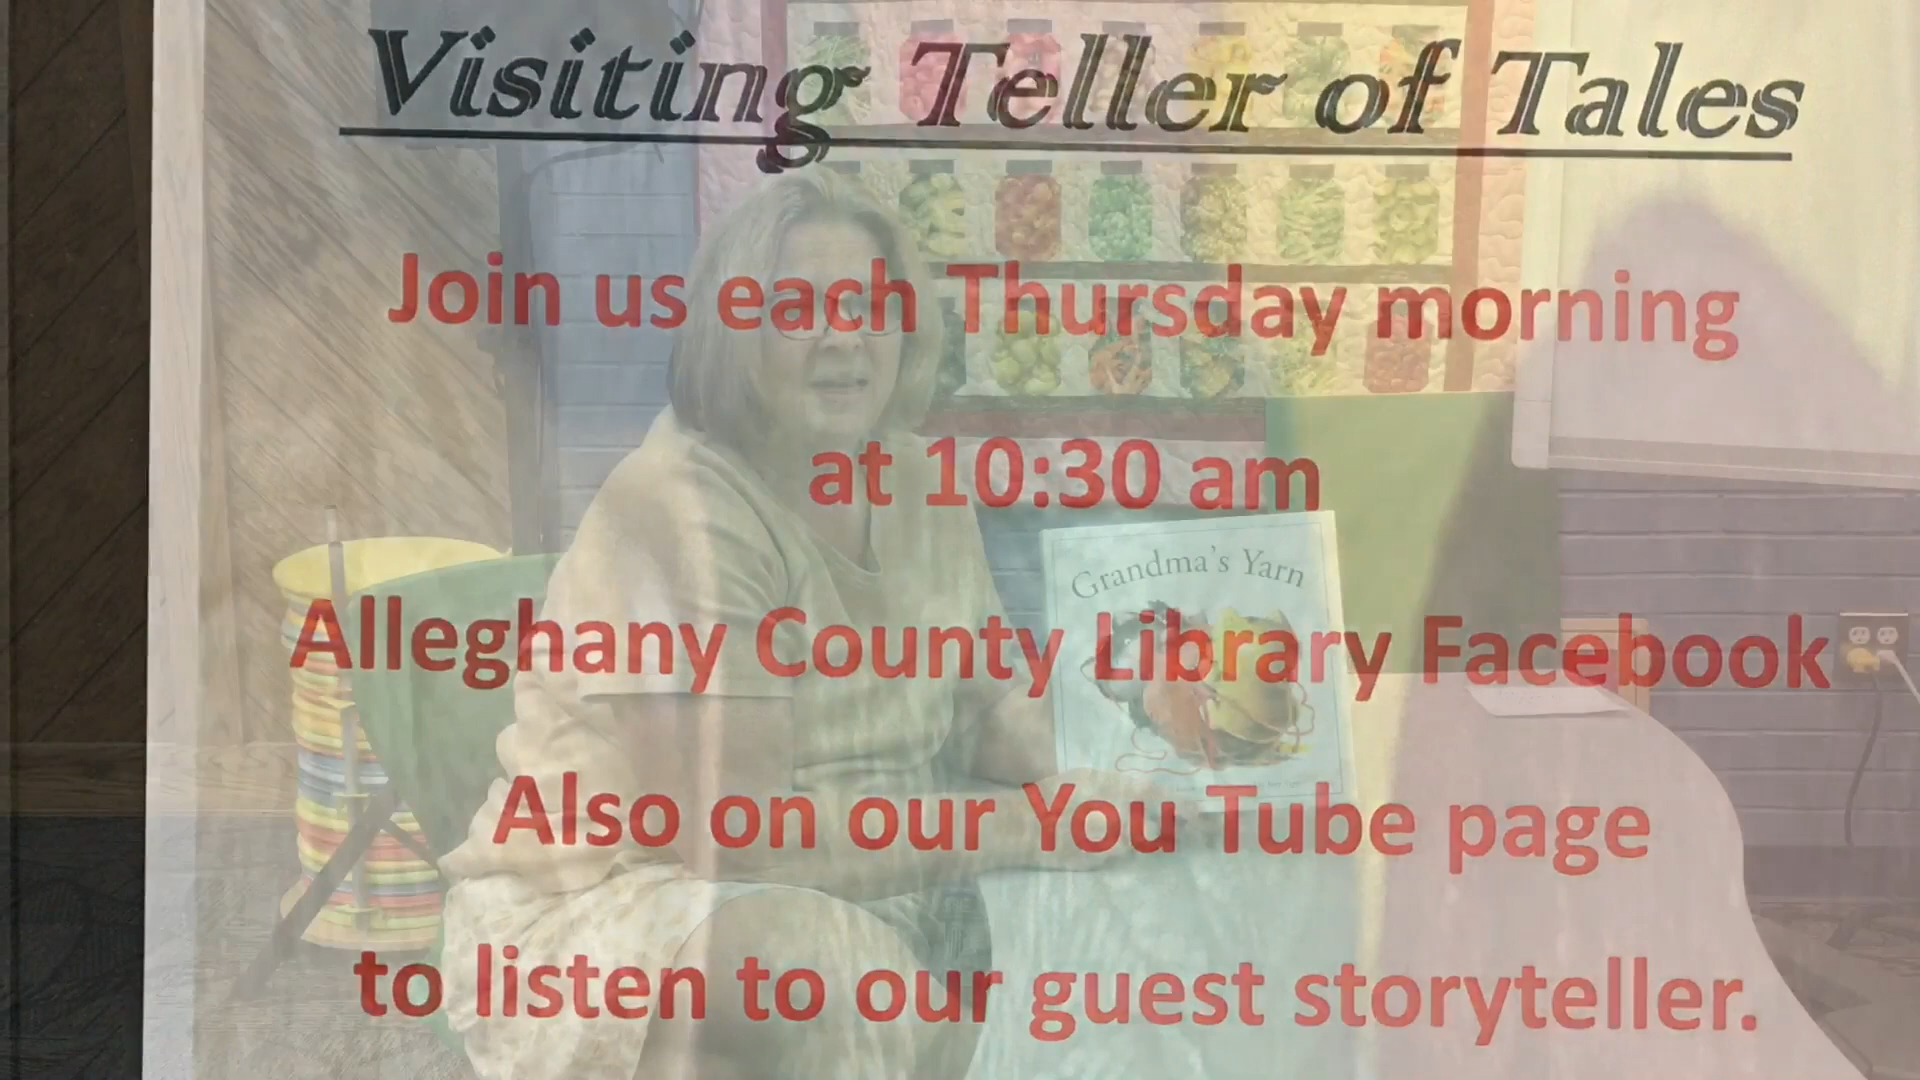 Visiting Teller of Tales
Join us each Thursday morning
at 10:30 am
Grandma's Yarn
Alleghany County Library Facebook
Also on our You Tube page
to listen to our guest storyteller.